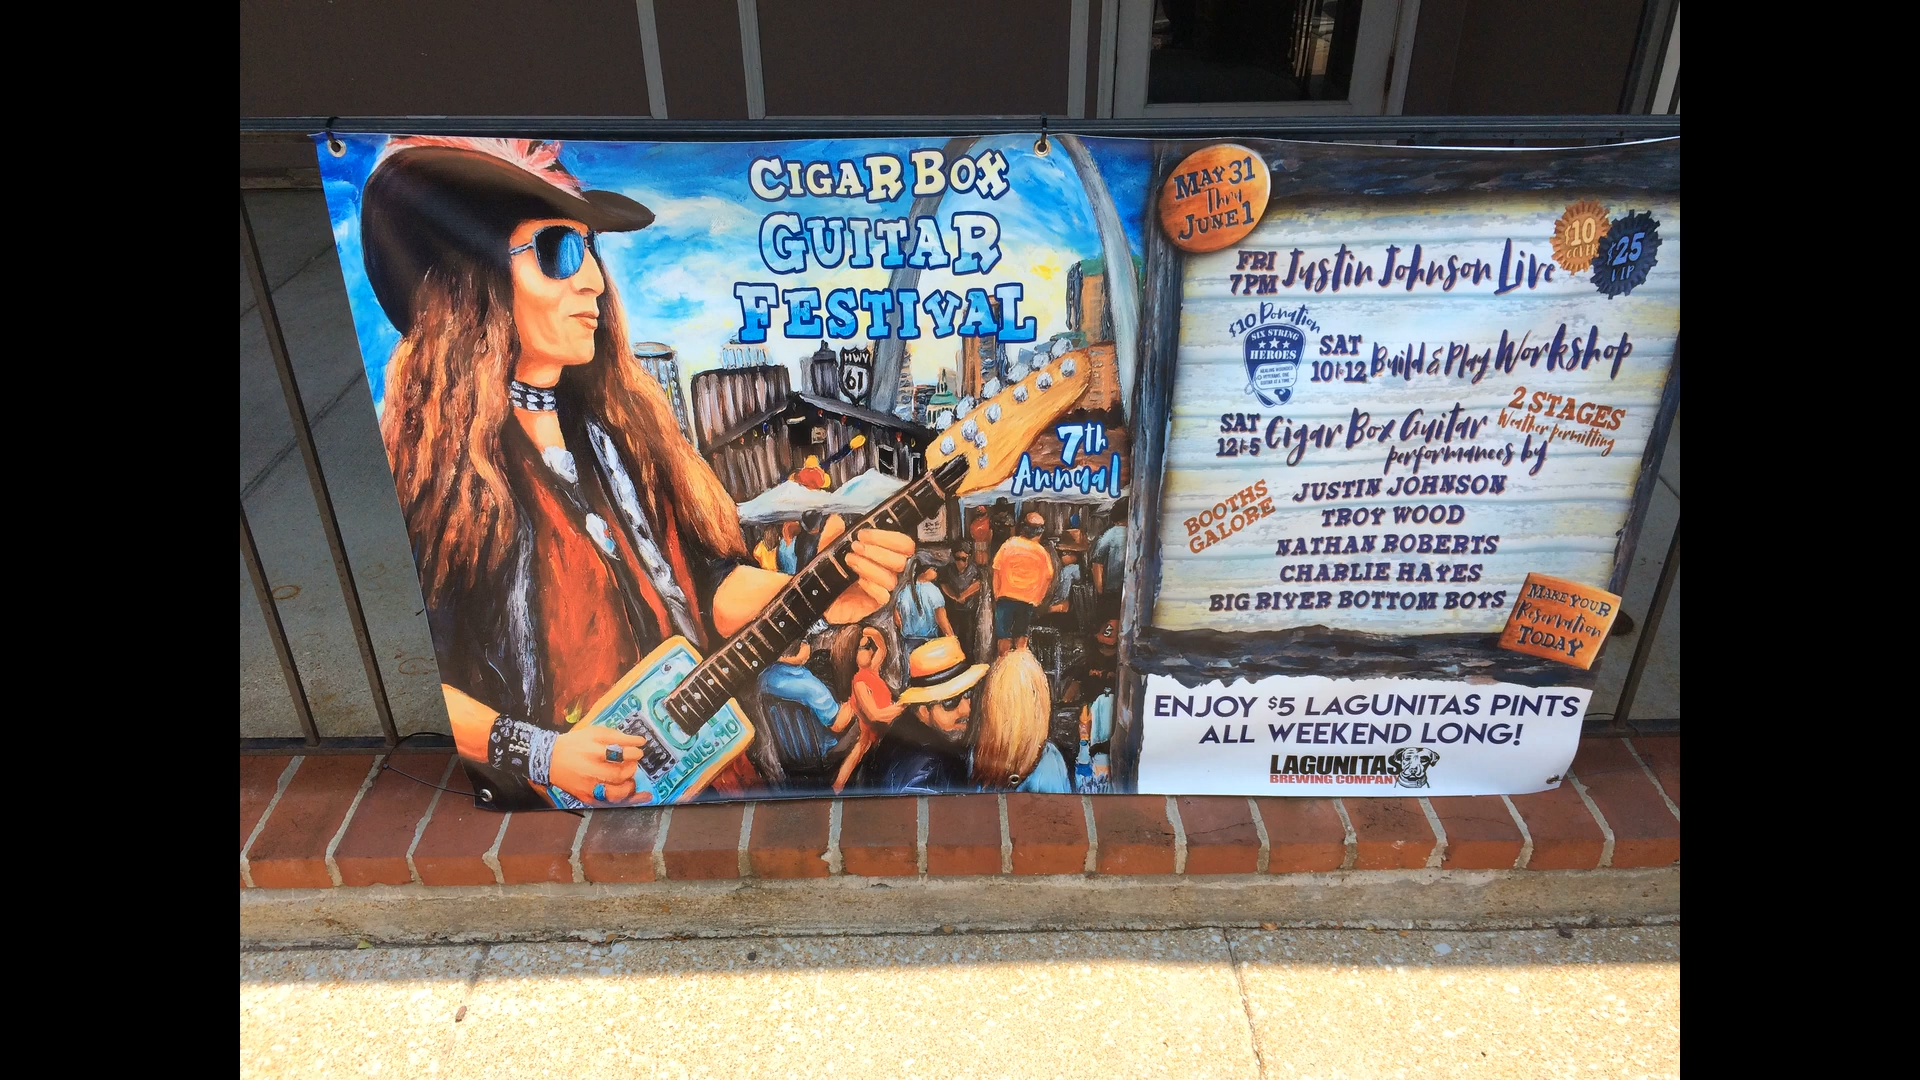 CIGAR BOX
GUITAR
FESTIVAL
HWY
61
7th
Annual
ST. LOUIS, MO
MAY 31
Thru
JUNE 1
$10
COVER
$25
VIP
FRI
7PM
Justin Johnson Live
$10 Donation
SIX STRING
HEROES
SAT
10 to 12
Build & Play Workshop
SAT
12 to 5
Cigar Box Guitar
performances by
2 STAGES
Weather permitting
BOOTHS
GALORE
JUSTIN JOHNSON
TROY WOOD
NATHAN ROBERTS
CHARLIE HAYES
BIG RIVER BOTTOM BOYS
MAKE YOUR
Reservation
TODAY
ENJOY $5 LAGUNITAS PINTS
ALL WEEKEND LONG!
LAGUNITAS
BREWING COMPANY